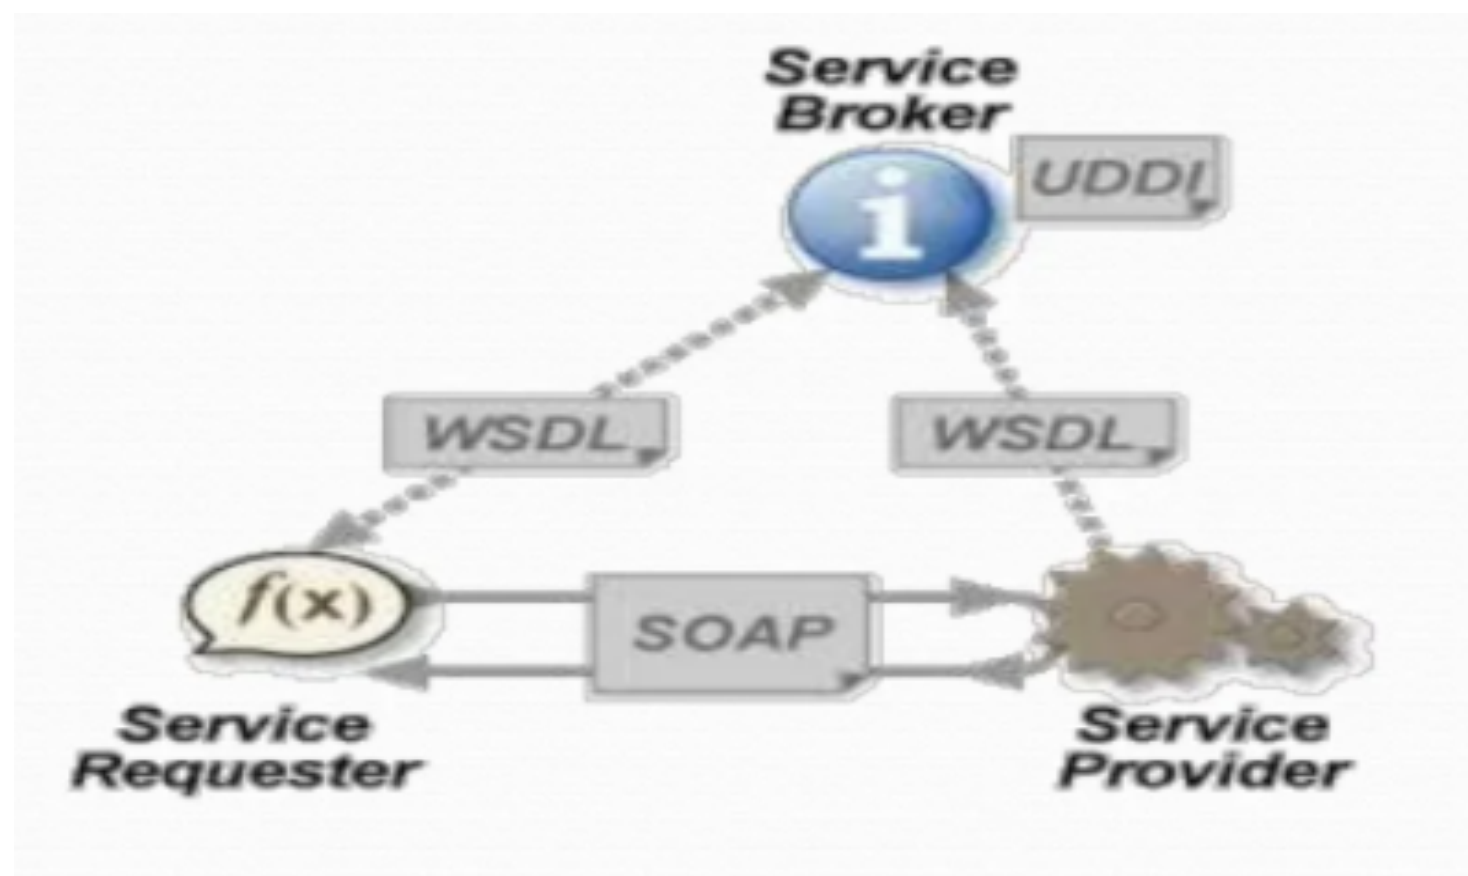 Service
Broker
UDDI
i
WSDL
WSDL
f(x)
SOAP
Service
Requester
Service
Provider